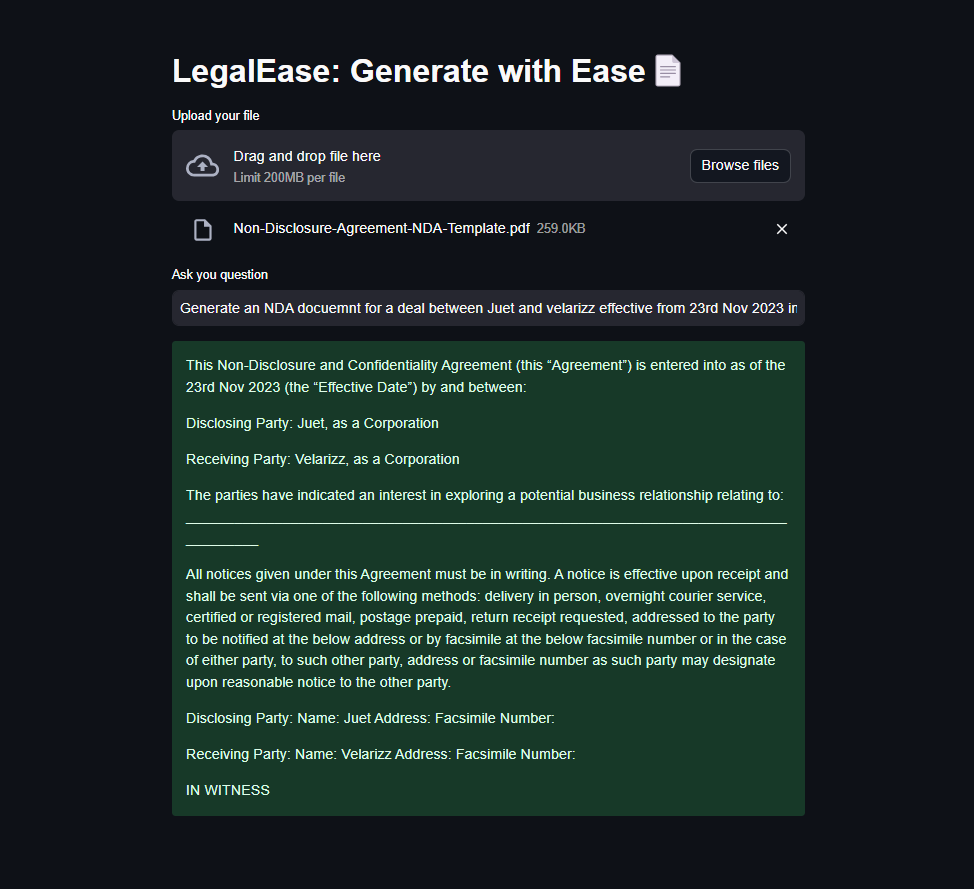 LegalEase: Generate with Ease
Upload your file
Drag and drop file here
Limit 200MB per file
Browse files
Non-Disclosure-Agreement-NDA-Template.pdf 259.0KB
Ask you question
Generate an NDA docuemnt for a deal between Juet and velarizz effective from 23rd Nov 2023 in
This Non-Disclosure and Confidentiality Agreement (this “Agreement”) is entered into as of the
23rd Nov 2023 (the “Effective Date”) by and between:
Disclosing Party: Juet, as a Corporation
Receiving Party: Velarizz, as a Corporation
The parties have indicated an interest in exploring a potential business relationship relating to:
All notices given under this Agreement must be in writing. A notice is effective upon receipt and
shall be sent via one of the following methods: delivery in person, overnight courier service,
certified or registered mail, postage prepaid, return receipt requested, addressed to the party
to be notified at the below address or by facsimile at the below facsimile number or in the case
of either party, to such other party, address or facsimile number as such party may designate
upon reasonable notice to the other party.
Disclosing Party: Name: Juet Address: Facsimile Number:
Receiving Party: Name: Velarizz Address: Facsimile Number:
IN WITNESS